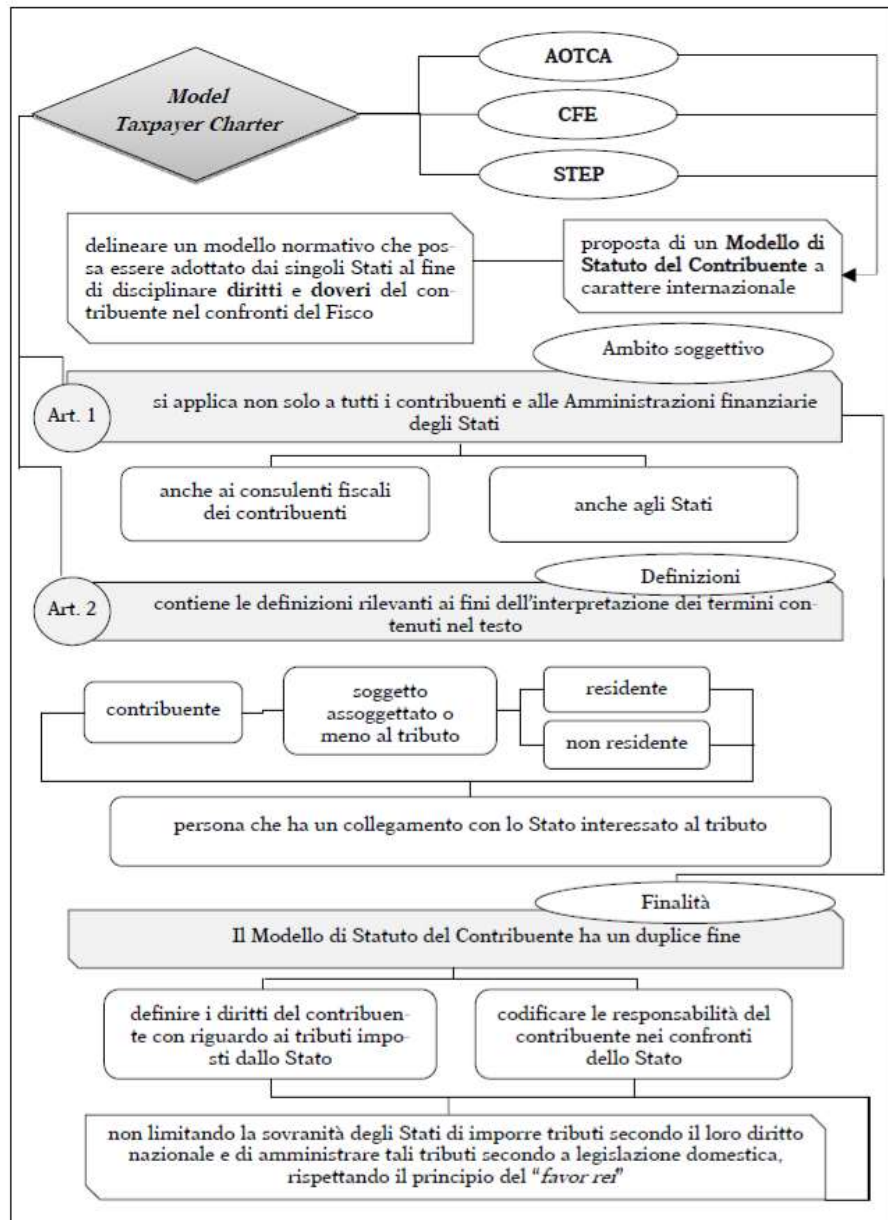 Model
Taxpayer Charter
AOTCA
CFE
STEP
delineare un modello normativo che pos-
sa essere adottato dai singoli Stati al fine
di disciplinare diritti e doveri del con-
tribuente nel confronti del Fisco
proposta di un Modello di
Statuto del Contribuente a
carattere internazionale
Ambito soggettivo
Art. 1
si applica non solo a tutti i contribuenti e alle Amministrazioni finanziarie
degli Stati
anche ai consulenti fiscali
dei contribuenti
anche agli Stati
Definizioni
Art. 2
contiene le definizioni rilevanti ai fini dell'interpretazione dei termini con-
tenuti nel testo
contribuente
soggetto
assoggettato o
meno al tributo
residente
non residente
persona che ha un collegamento con lo Stato interessato al tributo
Finalità
Il Modello di Statuto del Contribuente ha un duplice fine
definire i diritti del contribuen-
te con riguardo ai tributi impo-
sti dallo Stato
codificare le responsabilità del
contribuente nei confronti
dello Stato
non limitando la sovranità degli Stati di imporre tributi secondo il loro diritto
nazionale e di amministrare tali tributi secondo a legislazione domestica,
rispettando il principio del "favor rei"